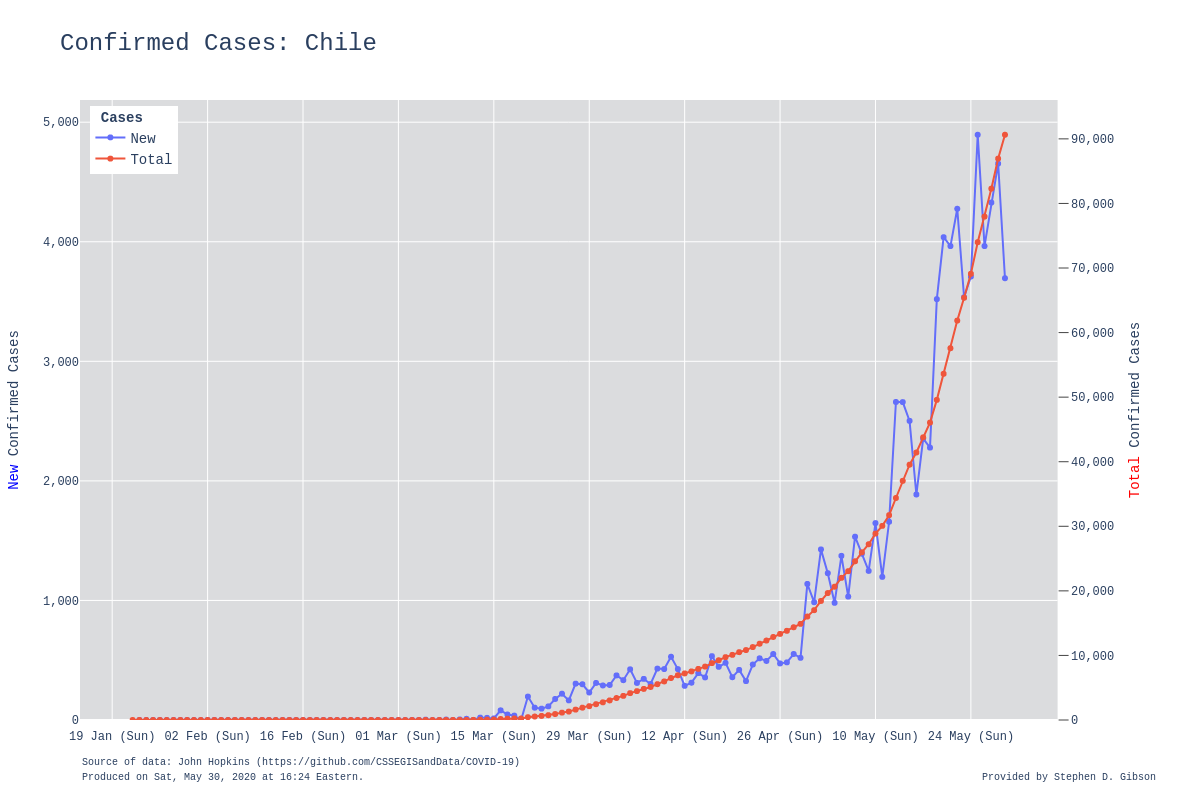 Confirmed Cases: Chile
Cases
New
Total
5,000
4,000
3,000
2,000
1,000
0
New Confirmed Cases
90,000
80,000
70,000
60,000
50,000
40,000
30,000
20,000
10,000
0
Total Confirmed Cases
19 Jan (Sun) 02 Feb (Sun) 16 Feb (Sun) 01 Mar (Sun) 15 Mar (Sun) 29 Mar (Sun) 12 Apr (Sun) 26 Apr (Sun) 10 May (Sun) 24 May (Sun)
Source of data: John Hopkins (https://github.com/CSSEGISandData/COVID-19)
Produced on Sat, May 30, 2020 at 16:24 Eastern.
Provided by Stephen D. Gibson